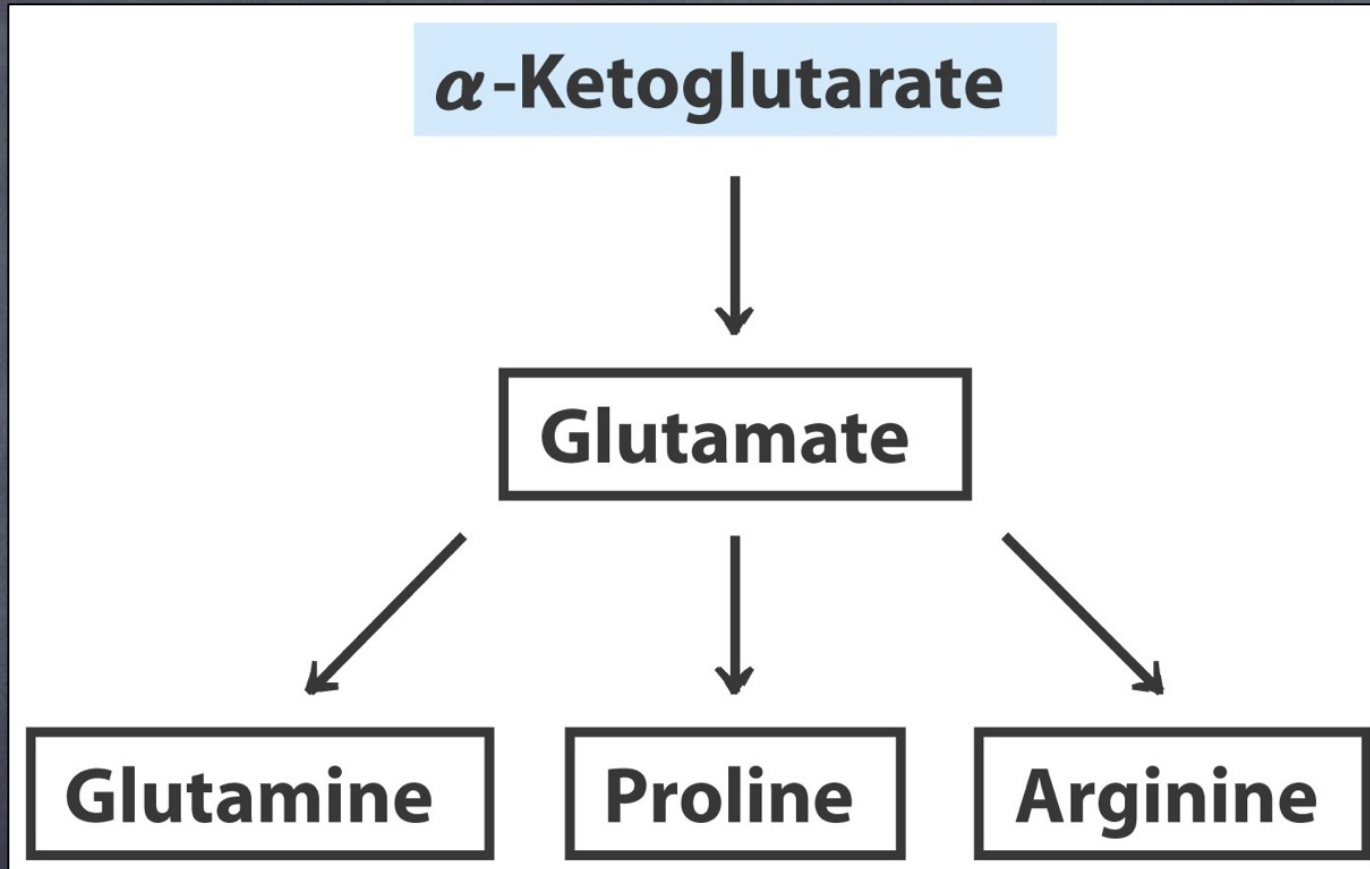 α-Ketoglutarate
Glutamate
Glutamine
Proline
Arginine